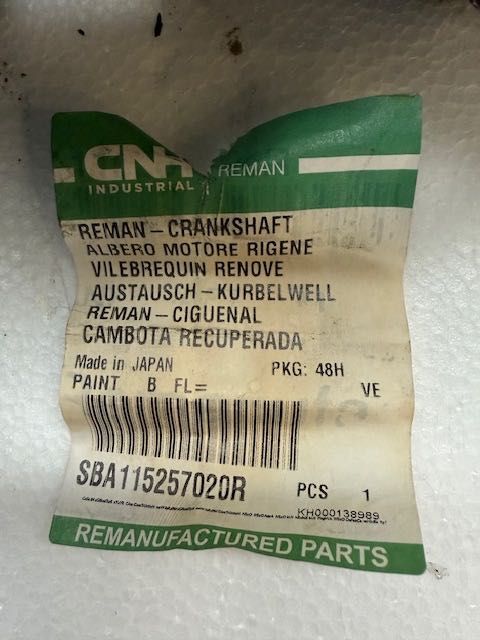 CNH REMAN
INDUSTRIAL
REMAN-CRANKSHAFT
ALBERO MOTORE RIGENE
VILEBREQUIN RENOVE
AUSTAUSCH-KURBELWELL
REMAN-CIGUENAL
CAMBOTA RECUPERADA
Made in JAPAN PKG: 48H
PAINT B FL= VE
SBA115257020R PCS 1
KH000138989
REMANUFACTURED PARTS